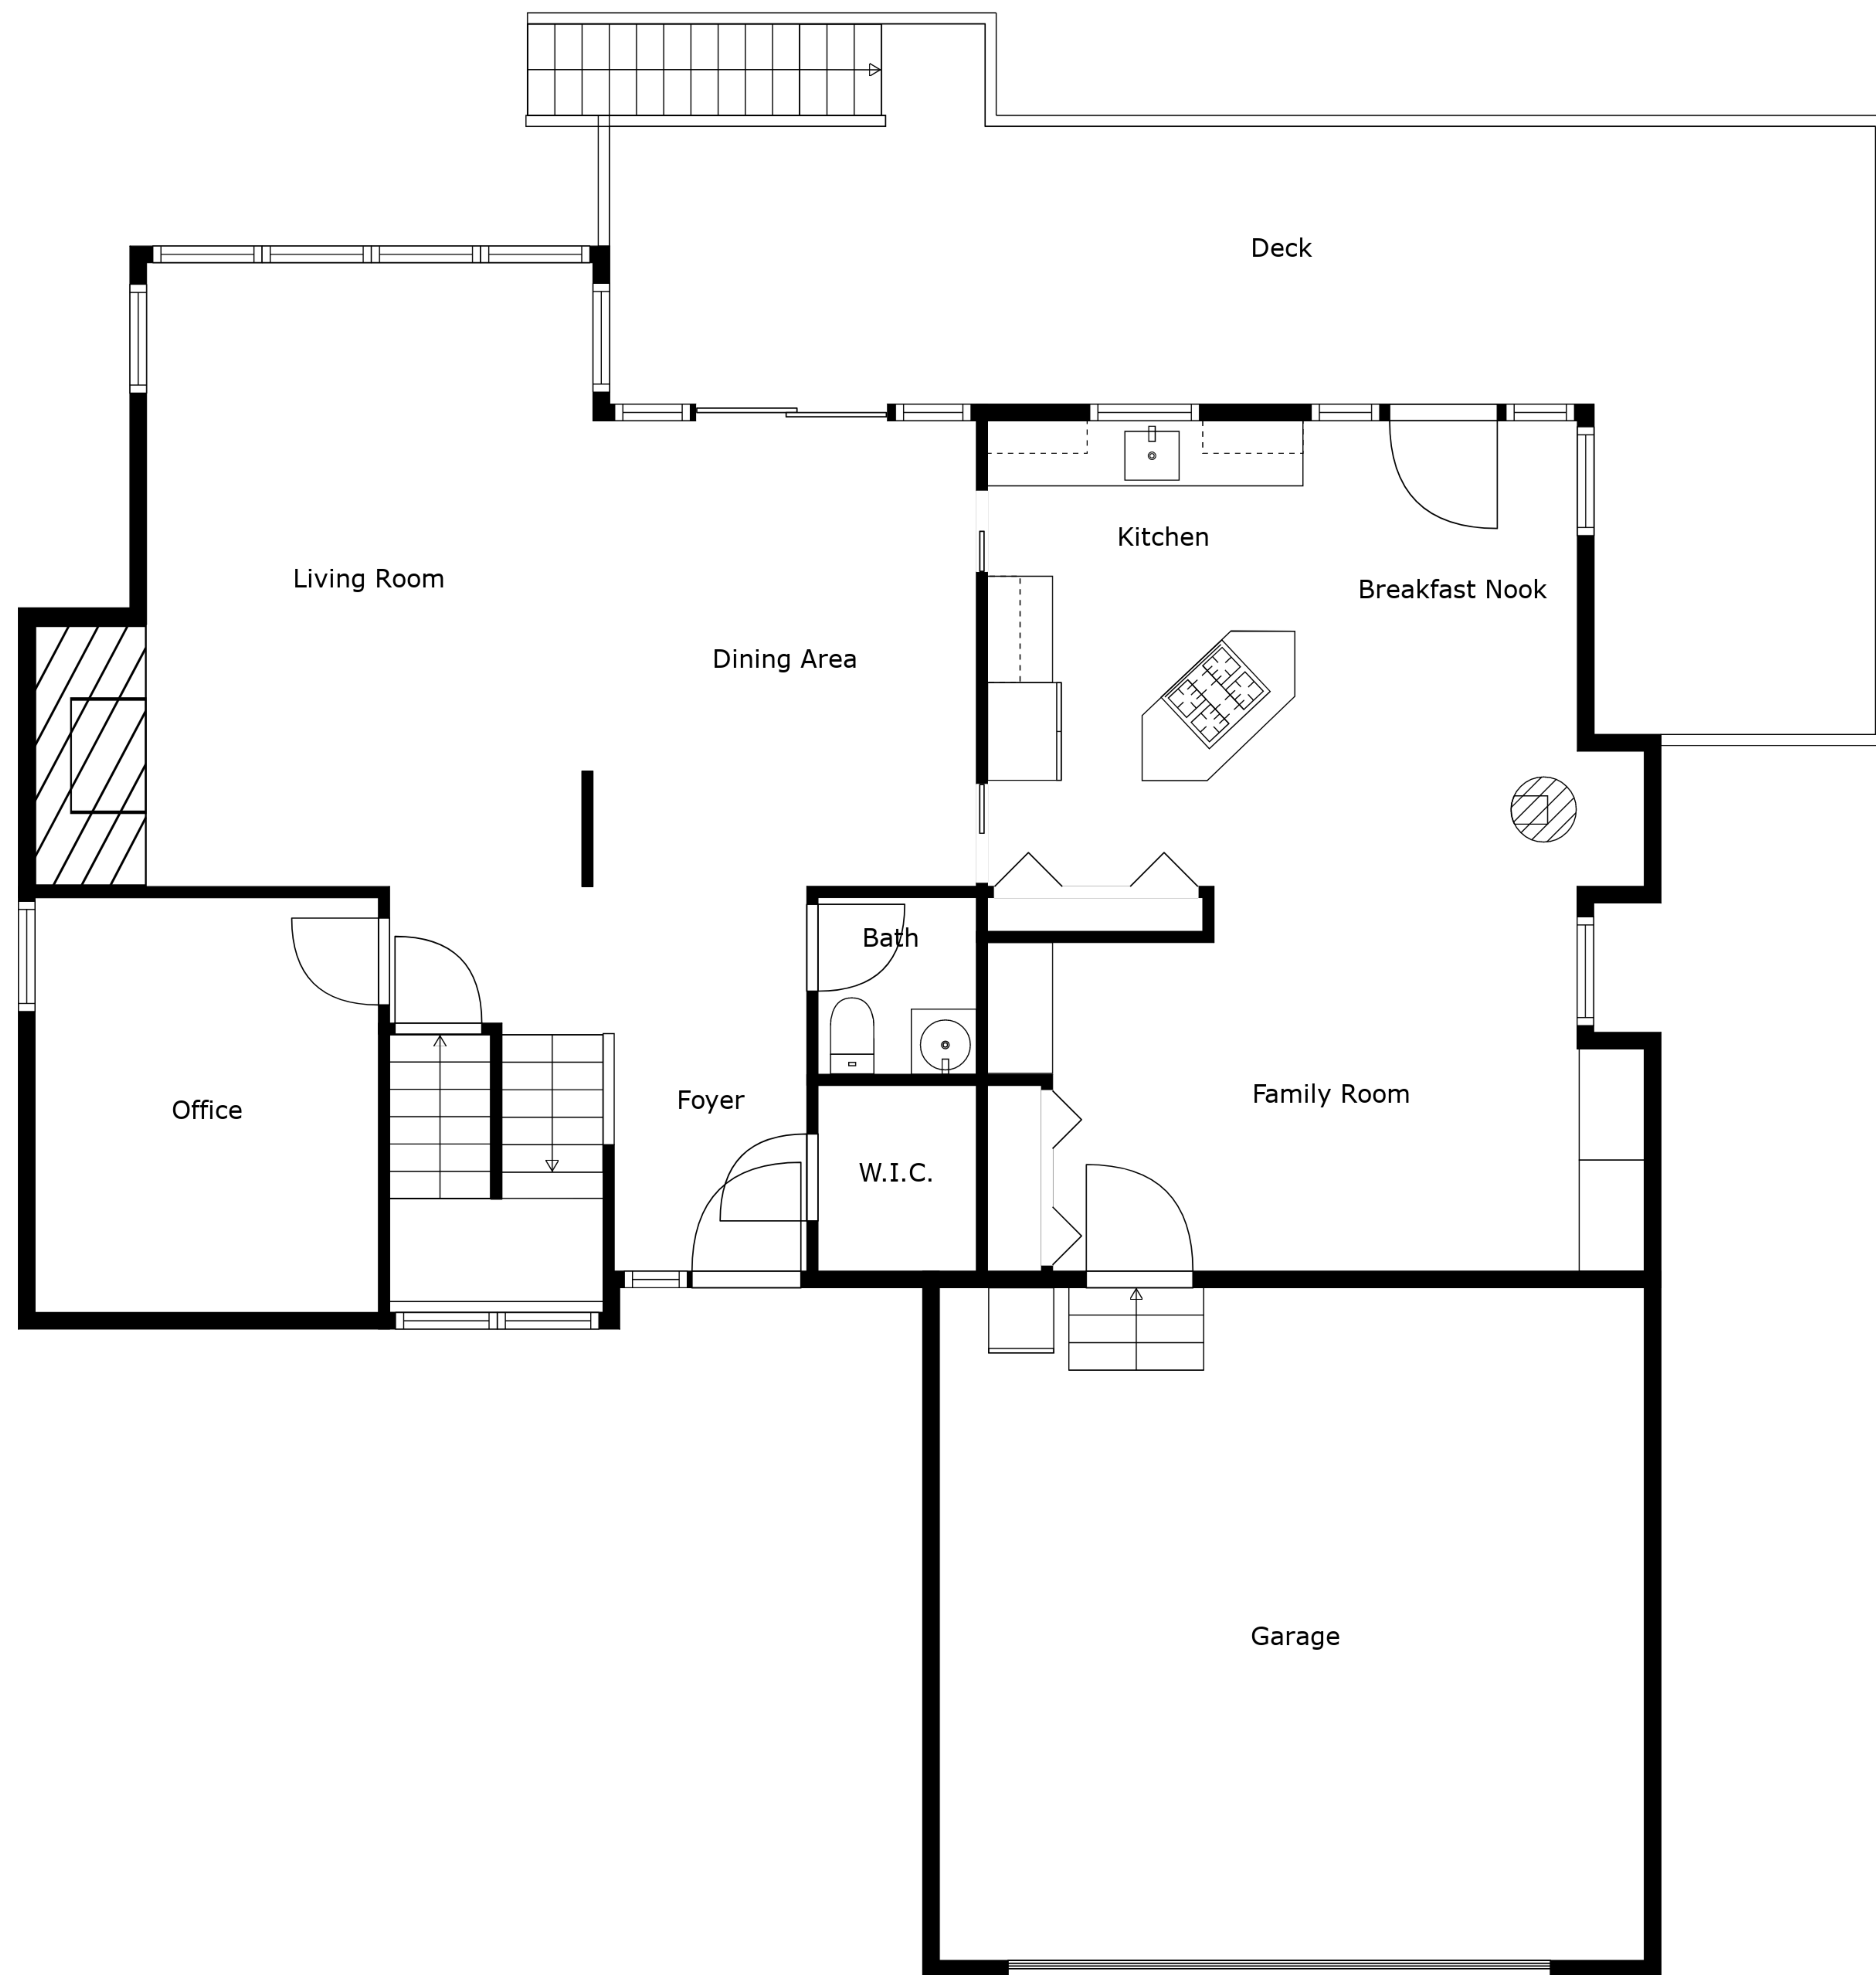 Deck
Kitchen
Living Room
Breakfast Nook
Dining Area
Bath
Office
Foyer
Family Room
W.I.C.
Garage